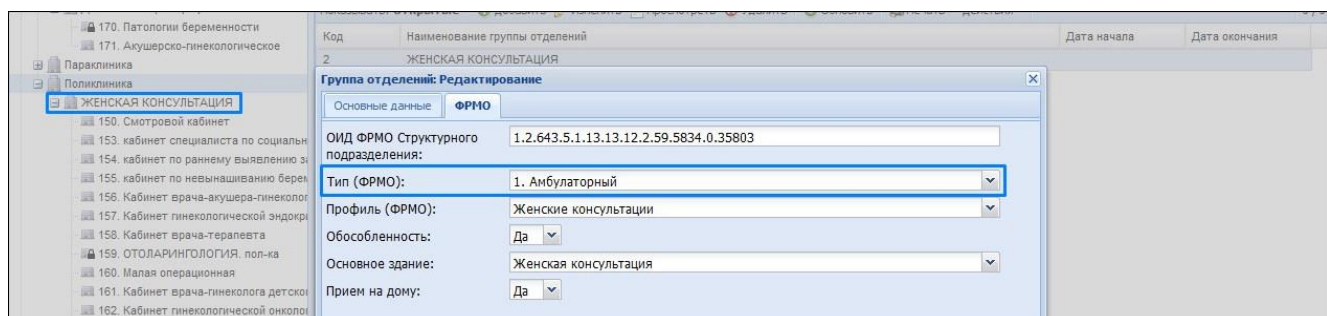 170. Патологии беременности
171. Акушерско-гинекологическое
Параклиника
Поликлиника
ЖЕНСКАЯ КОНСУЛЬТАЦИЯ
150. Смотровой кабинет
153. кабинет специалиста по социальн
154. кабинет по раннему выявлению за
155. кабинет по невынашиванию берем
156. Кабинет врача-акушера-гинеколог
157. Кабинет гинекологической эндокри
158. Кабинет врача-терапевта
159. ОТОЛАРИНГОЛОГИЯ. пол-ка
160. Малая операционная
161. Кабинет врача-гинеколога детског
162. Кабинет гинекологической онколог
Код Наименование группы отделений Дата начала Дата окончания
2 ЖЕНСКАЯ КОНСУЛЬТАЦИЯ
Группа отделений: Редактирование
Основные данные ФРМО
ОИД ФРМО Структурного подразделения: 1.2.643.5.1.13.13.12.2.59.5834.0.35803
Тип (ФРМО): 1. Амбулаторный
Профиль (ФРМО): Женские консультации
Обособленность: Да
Основное здание: Женская консультация
Прием на дому: Да